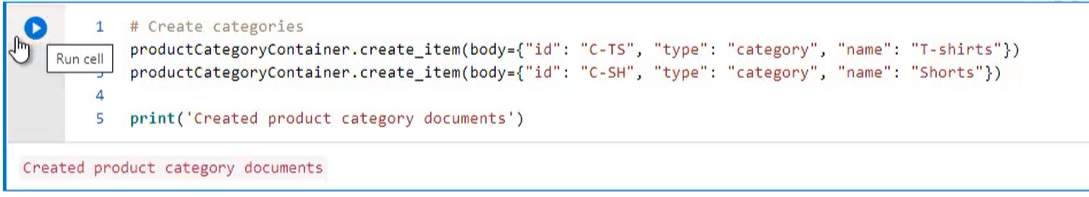 1 # Create categories
productCategoryContainer.create_item(body={"id": "C-TS", "type": "category", "name": "T-shirts"})
Run cell
productCategoryContainer.create_item(body={"id": "C-SH", "type": "category", "name": "Shorts"})
4
5 print('Created product category documents')
Created product category documents